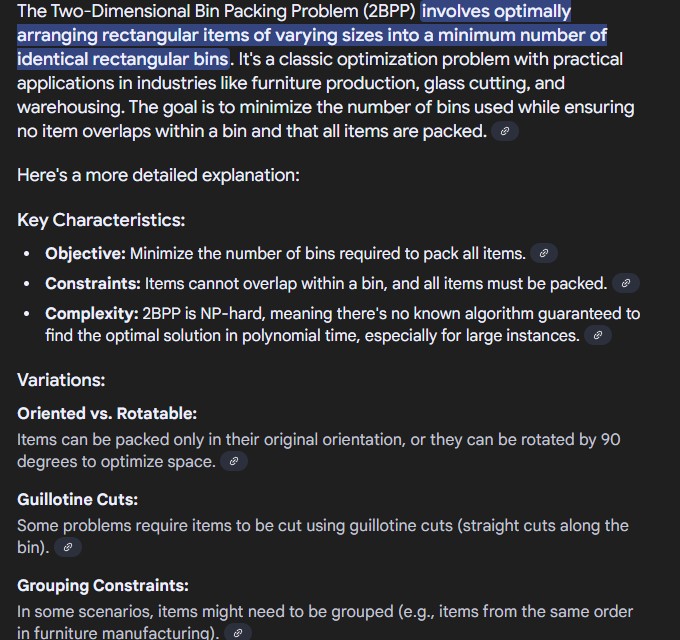 The Two-Dimensional Bin Packing Problem (2BPP) involves optimally
arranging rectangular items of varying sizes into a minimum number of
identical rectangular bins. It's a classic optimization problem with practical
applications in industries like furniture production, glass cutting, and
warehousing. The goal is to minimize the number of bins used while ensuring
no item overlaps within a bin and that all items are packed.
Here's a more detailed explanation:
Key Characteristics:
• Objective: Minimize the number of bins required to pack all items.
• Constraints: Items cannot overlap within a bin, and all items must be packed.
• Complexity: 2BPP is NP-hard, meaning there's no known algorithm guaranteed to
find the optimal solution in polynomial time, especially for large instances.
Variations:
Oriented vs. Rotatable:
Items can be packed only in their original orientation, or they can be rotated by 90
degrees to optimize space.
Guillotine Cuts:
Some problems require items to be cut using guillotine cuts (straight cuts along the
bin).
Grouping Constraints:
In some scenarios, items might need to be grouped (e.g., items from the same order
in furniture manufacturing).